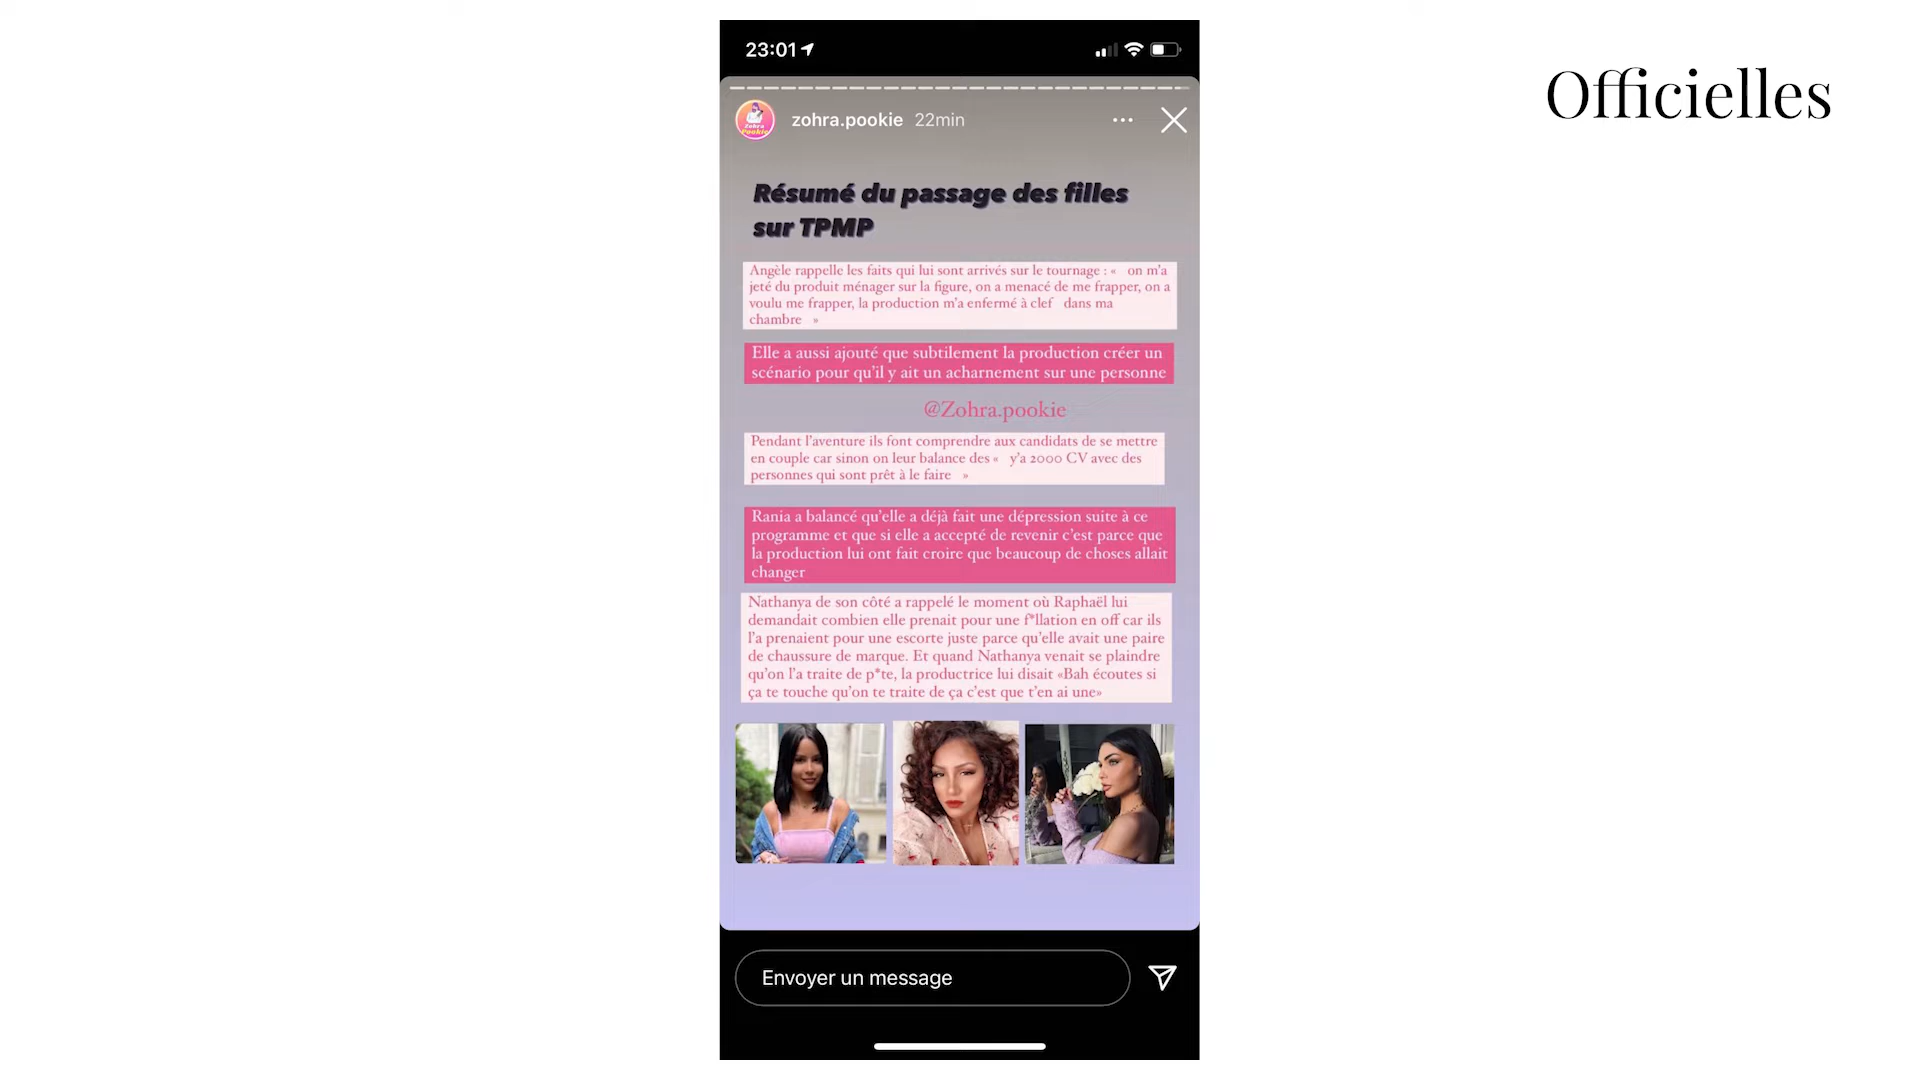 Officielles
23:01
zohra.pookie 22min
Résumé du passage des filles
sur TPMP
Angèle rappelle les faits qui lui sont arrivés sur le tournage : « on m'a
jeté du produit ménager sur la figure, on a menacé de me frapper, on a
voulu me frapper, la production m'a enfermé à clef dans ma
chambre »
Elle a aussi ajouté que subtilement la production créer un
scénario pour qu'il y ait un acharnement sur une personne
@Zohra.pookie
Pendant l'aventure ils font comprendre aux candidats de se mettre
en couple car sinon on leur balance des « y'a 2000 CV avec des
personnes qui sont prêt à le faire »
Rania a balancé qu'elle a déjà fait une dépression suite à ce
programme et que si elle a accepté de revenir c'est parce que
la production lui ont fait croire que beaucoup de choses allait
changer
Nathanya de son côté a rappelé le moment où Raphaël lui
demandait combien elle prenait pour une f*llation en off car ils
l'a prenaient pour une escorte juste parce qu'elle avait une paire
de chaussure de marque. Et quand Nathanya venait se plaindre
qu'on l'a traite de p*te, la productrice lui disait «Bah écoutes si
ça te touche qu'on te traite de ça c'est que t'en ai une»
Envoyer un message